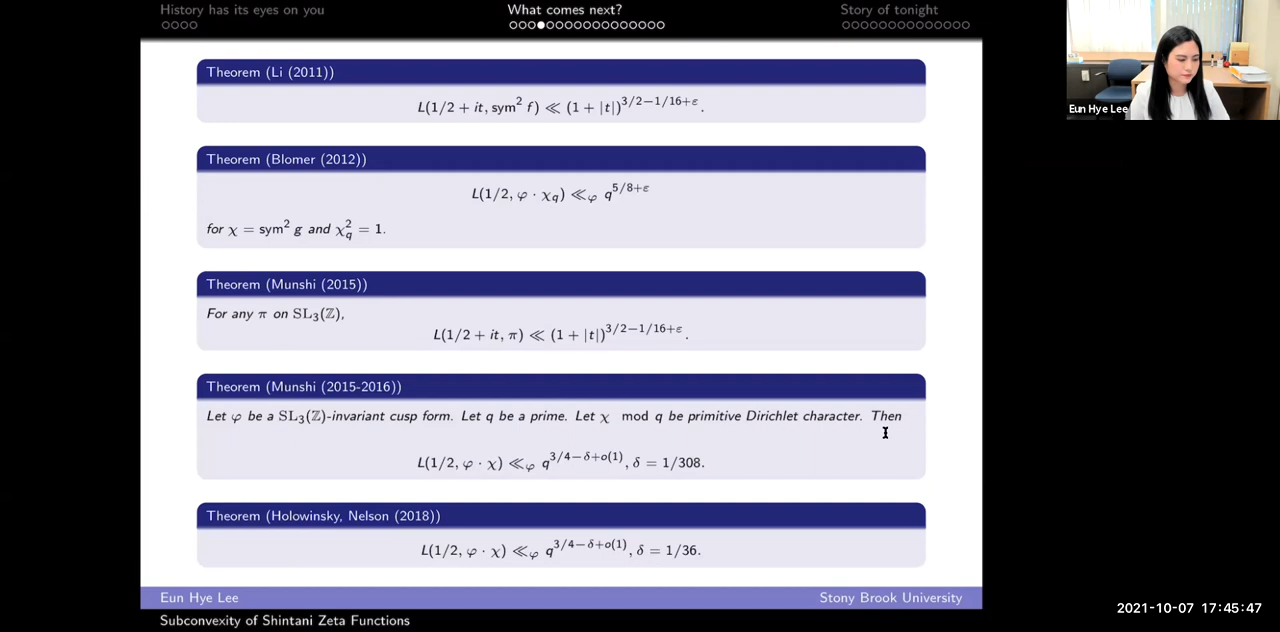 History has its eyes on you
What comes next?
Story of tonight
Theorem (Li (2011))
L(1/2 + it, sym² f) ≪ (1 + |t|)^{3/2−1/16+ε}.
Theorem (Blomer (2012))
L(1/2, φ · χ_q) ≪_φ q^{5/8+ε}
for χ = sym² g and χ_q^2 = 1.
Theorem (Munshi (2015))
For any π on SL₃(ℤ),
L(1/2 + it, π) ≪ (1 + |t|)^{3/2−1/16+ε}.
Theorem (Munshi (2015-2016))
Let φ be a SL₃(ℤ)-invariant cusp form. Let q be a prime. Let χ mod q be primitive Dirichlet character. Then
L(1/2, φ · χ) ≪_φ q^{3/4−δ+o(1)}, δ = 1/308.
Theorem (Holowinsky, Nelson (2018))
L(1/2, φ · χ) ≪_φ q^{3/4−δ+o(1)}, δ = 1/36.
Eun Hye Lee
Stony Brook University
Subconvexity of Shintani Zeta Functions
Eun Hye Lee
2021-10-07 17:45:47